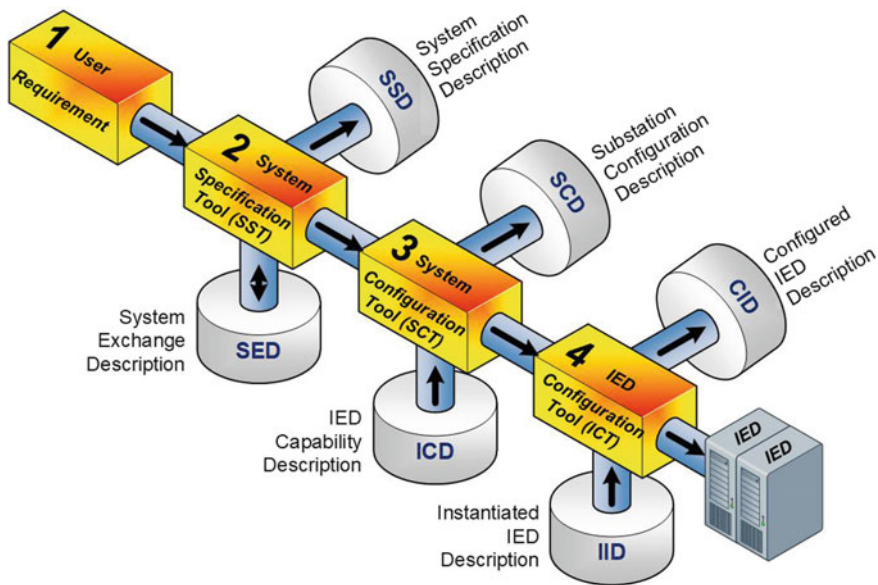 1 User
Requirement
SSD
System
Specification
Description
2 System
Specification
Tool (SST)
SED
System
Exchange
Description
SCD
Substation
Configuration
Description
3 System
Configuration
Tool (SCT)
ICD
IED
Capability
Description
CID
Configured
IED
Description
4 IED
Configuration
Tool (ICT)
IID
Instantiated
IED
Description
IED
IED